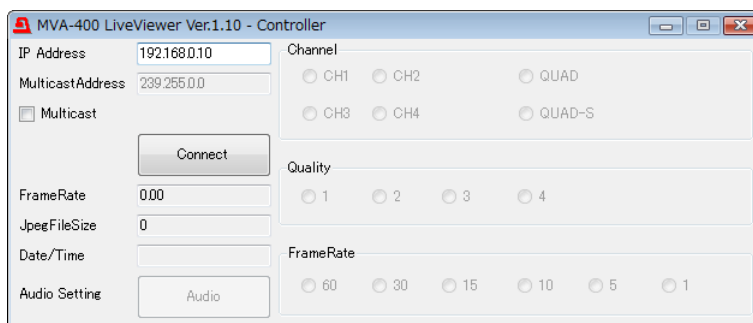 MVA-400 LiveViewer Ver.1.10 - Controller
IP Address 192.168.0.10
MulticastAddress 239.255.0.0
Multicast
Connect
FrameRate 0.00
JpegFileSize 0
Date/Time
Audio Setting Audio
Channel
CH1 CH2 QUAD
CH3 CH4 QUAD-S
Quality
1 2 3 4
FrameRate
60 30 15 10 5 1